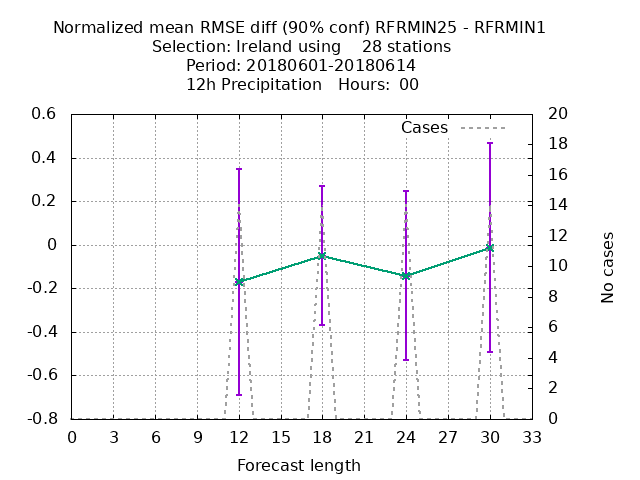 Normalized mean RMSE diff (90% conf) RFRMIN25 - RFRMIN1
Selection: Ireland using    28 stations
Period: 20180601-20180614
12h Precipitation   Hours:  00
Cases
0.6
0.4
0.2
0
-0.2
-0.4
-0.6
-0.8
20
18
16
14
12
10
8
6
4
2
0
No cases
0 3 6 9 12 15 18 21 24 27 30 33
Forecast length